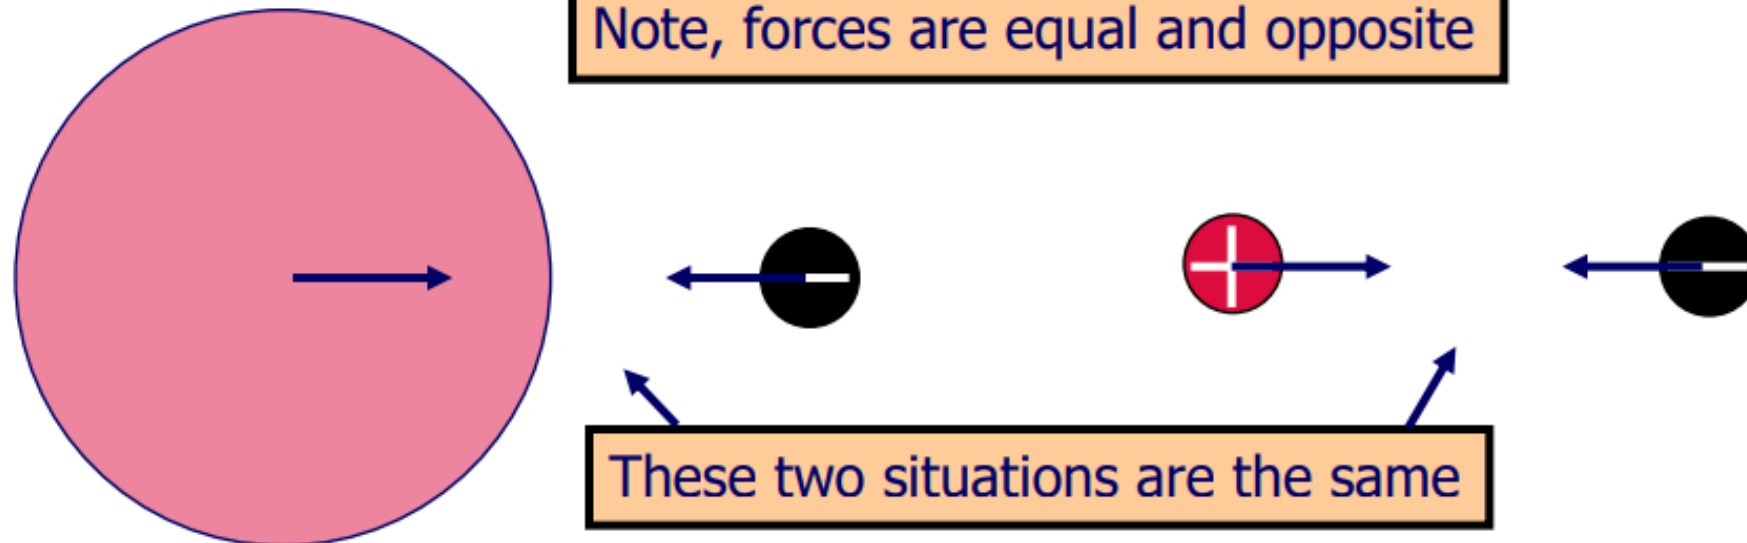 Note, forces are equal and opposite
These two situations are the same